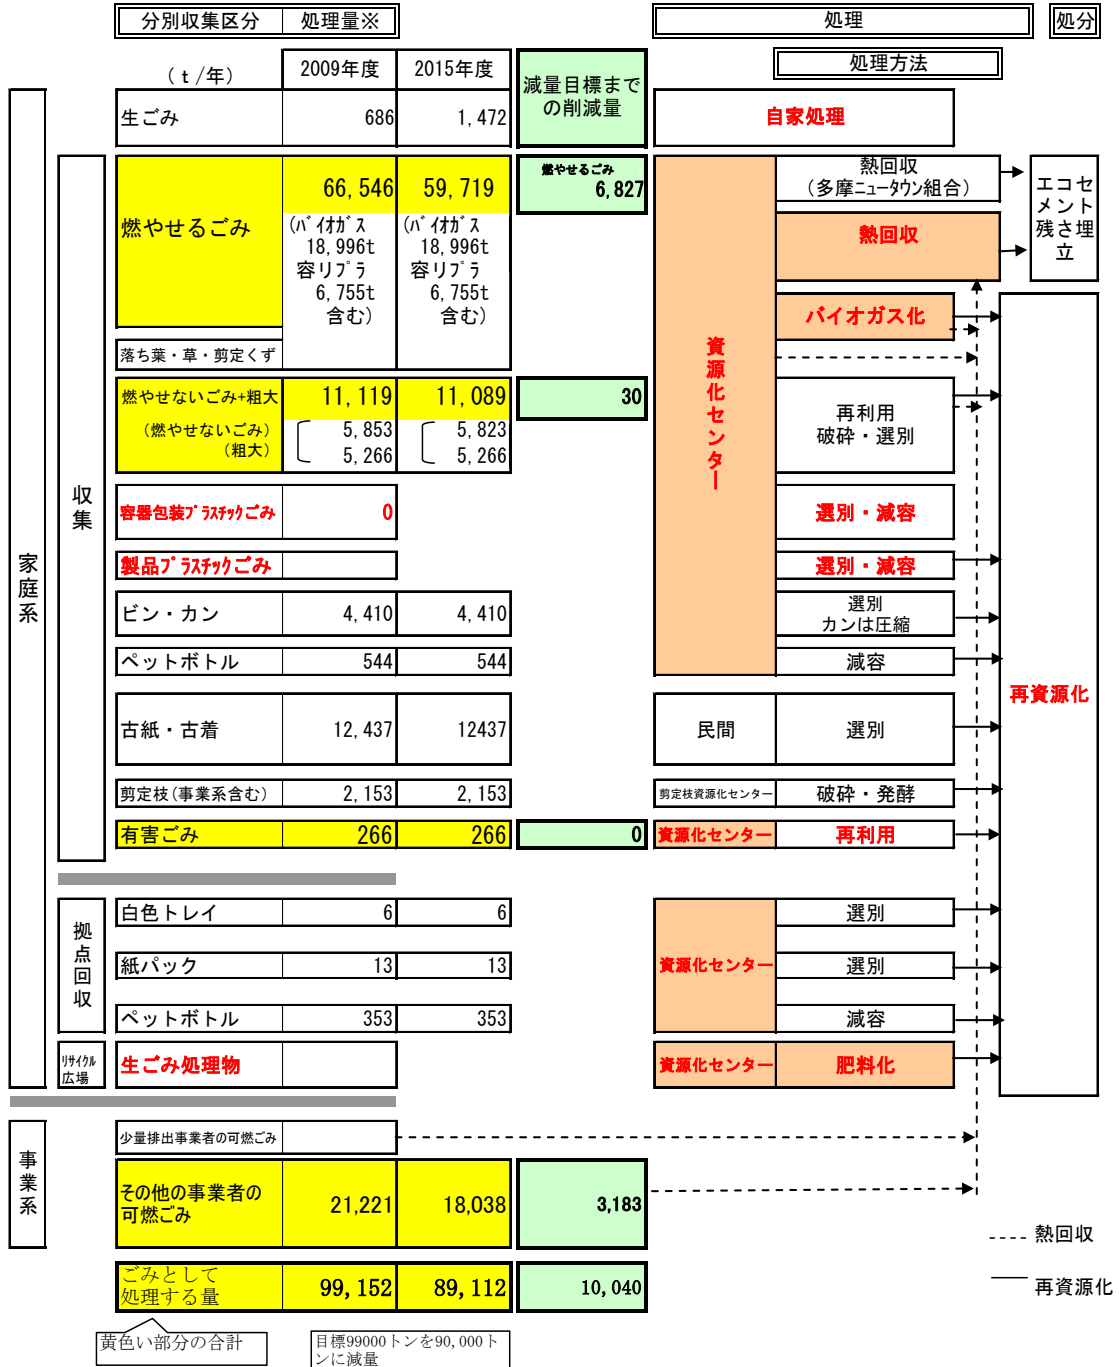 分別収集区分 処理量※ 処理 処分
(ｔ/年) 2009年度 2015年度 減量目標まで
の削減量 処理方法
生ごみ 686 1,472 自家処理
家庭系
収集
燃やせるごみ 66,546 59,719 燃やせるごみ
6,827
(ﾊﾞｲｵｶﾞｽ
18,996t
容リﾌﾟﾗ
6,755t
含む)
(ﾊﾞｲｵｶﾞｽ
18,996t
容リﾌﾟﾗ
6,755t
含む)
資源化センター
熱回収
(多摩ﾆｭｰﾀｳﾝ組合)
エコセ
メント
残さ埋
立
熱回収
バイオガス化
落ち葉・草・剪定くず
燃やせないごみ+粗大 11,119 11,089 30
(燃やせないごみ) 5,853 5,823
(粗大) 5,266 5,266
再利用
破砕・選別
容器包装ﾌﾟﾗｽﾁｯｸごみ 0 選別・減容
製品ﾌﾟﾗｽﾁｯｸごみ 選別・減容
ビン・カン 4,410 4,410 選別
カンは圧縮
ペットボトル 544 544 減容
再資源化
古紙・古着 12,437 12437 民間 選別
剪定枝(事業系含む) 2,153 2,153 剪定枝資源化センター 破砕・発酵
有害ごみ 266 266 0 資源化センター 再利用
拠点回収
白色トレイ 6 6 選別
紙パック 13 13 資源化センター 選別
ペットボトル 353 353 減容
ﾘｻｲｸﾙ
広場
生ごみ処理物 資源化センター 肥料化
事業系
少量排出事業者の可燃ごみ
その他の事業者の
可燃ごみ 21,221 18,038 3,183
ごみとして
処理する量 99,152 89,112 10,040
---- 熱回収
── 再資源化
黄色い部分の合計
目標99000トンを90,000ト
ンに減量